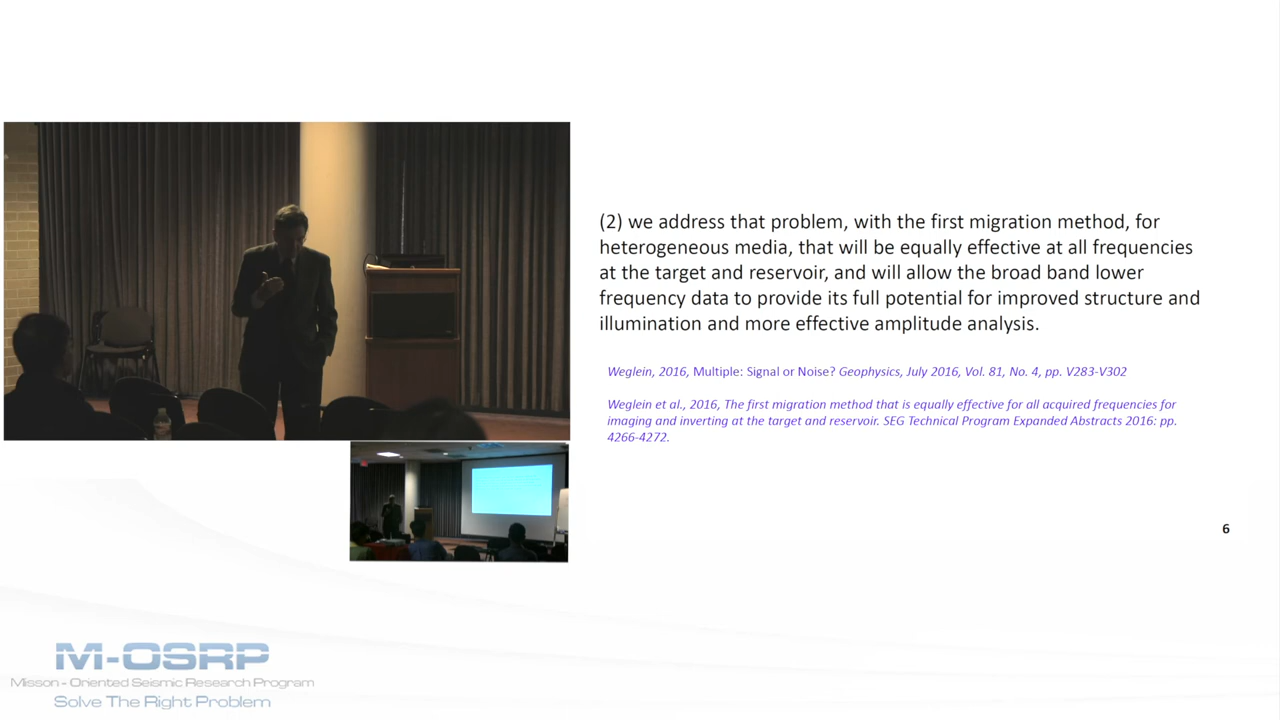 (2) we address that problem, with the first migration method, for
heterogeneous media, that will be equally effective at all frequencies
at the target and reservoir, and will allow the broad band lower
frequency data to provide its full potential for improved structure and
illumination and more effective amplitude analysis.
Weglein, 2016, Multiple: Signal or Noise? Geophysics, July 2016, Vol. 81, No. 4, pp. V283-V302
Weglein et al., 2016, The first migration method that is equally effective for all acquired frequencies for
imaging and inverting at the target and reservoir. SEG Technical Program Expanded Abstracts 2016: pp.
4266-4272.
6
M-OSRP
Misson - Oriented Seismic Research Program
Solve The Right Problem